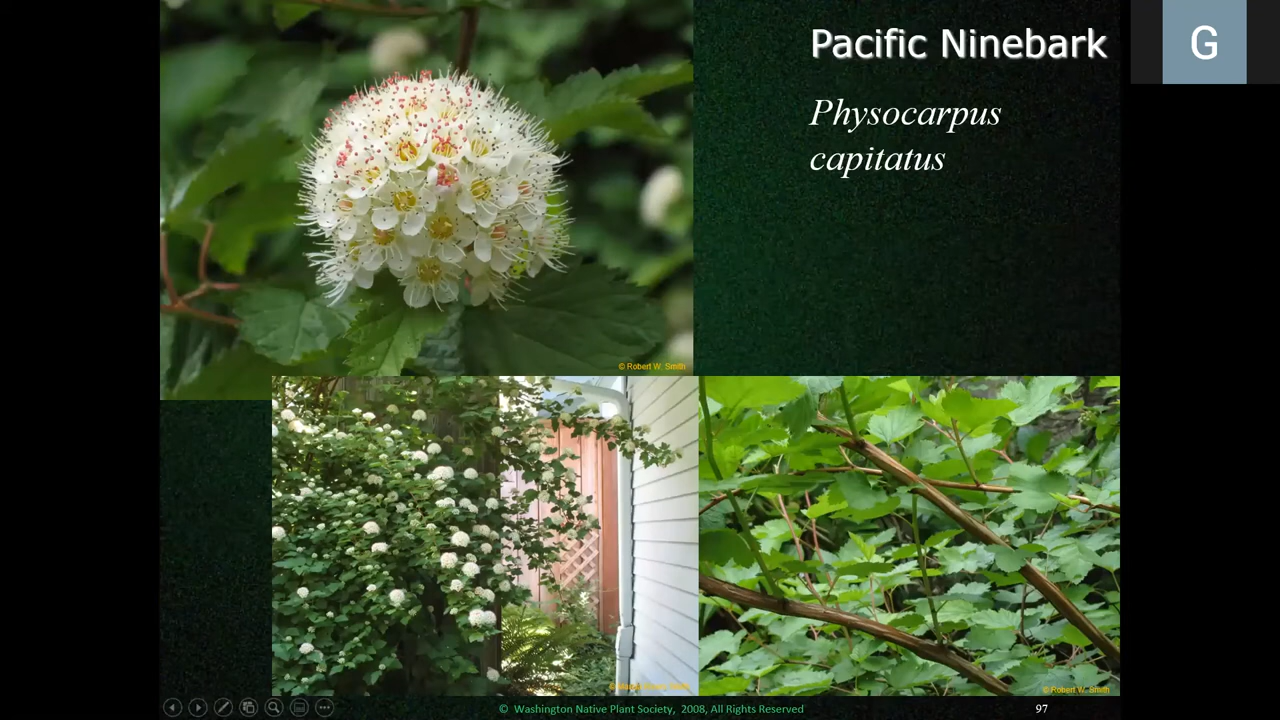 Pacific Ninebark
G
Physocarpus
capitatus
© Robert W. Smith
© Robert W. Smith
© Washington Native Plant Society, 2008, All Rights Reserved
97